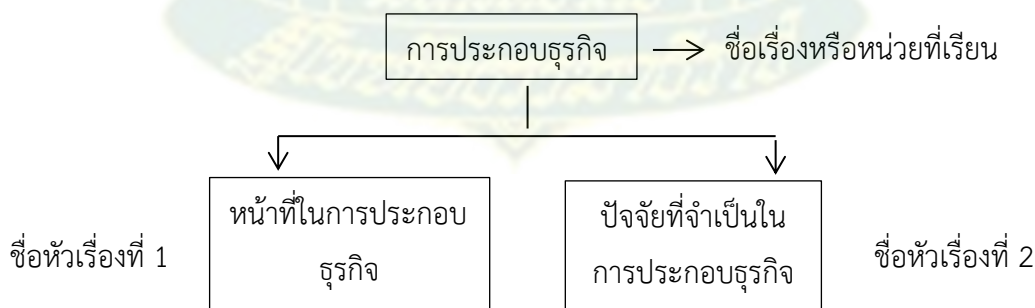 การประกอบธุรกิจ
ชื่อเรื่องหรือหน่วยที่เรียน
หน้าที่ในการประกอบ
ธุรกิจ
ชื่อหัวเรื่องที่ 1
ปัจจัยที่จำเป็นใน
การประกอบธุรกิจ
ชื่อหัวเรื่องที่ 2